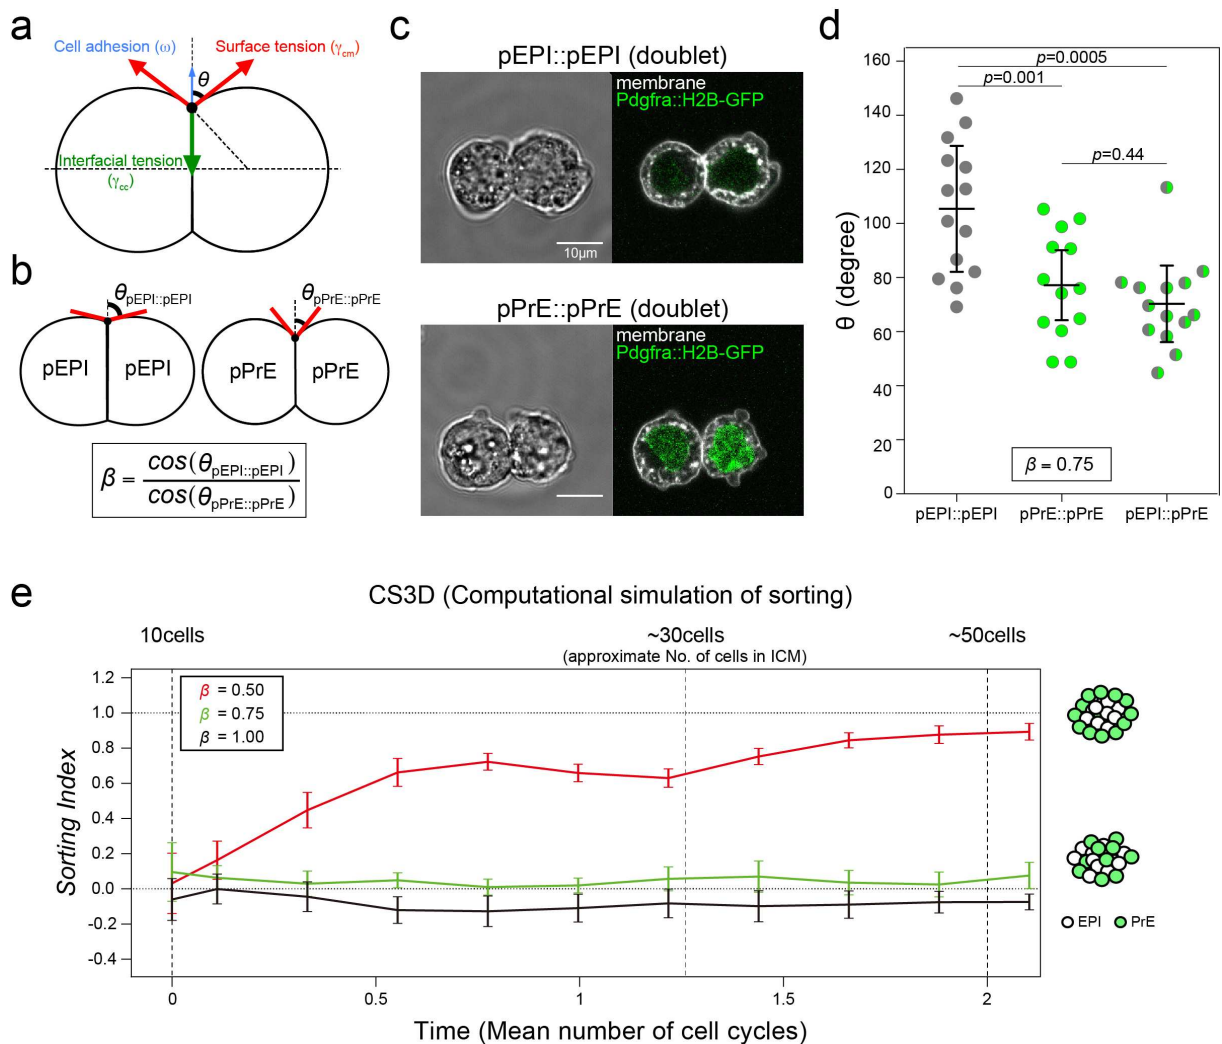 a
Cell adhesion (ω)
Surface tension (γcm)
θ
Interfacial tension
(γcc)
b
θpEPI::pEPI
θpPrE::pPrE
pEPI
pEPI
pPrE
pPrE
β = cos(θpEPI::pEPI) / cos(θpPrE::pPrE)
c
pEPI::pEPI (doublet)
membrane
Pdgfra::H2B-GFP
10µm
pPrE::pPrE (doublet)
membrane
Pdgfra::H2B-GFP
d
p=0.0005
p=0.001
p=0.44
θ (degree)
160
140
120
100
80
60
40
20
0
β = 0.75
pEPI::pEPI
pPrE::pPrE
pEPI::pPrE
e
CS3D (Computational simulation of sorting)
10cells
~30cells
(approximate No. of cells in ICM)
~50cells
β = 0.50
β = 0.75
β = 1.00
Sorting Index
1.2
1.0
0.8
0.6
0.4
0.2
0.0
-0.2
-0.4
0
0.5
1
1.5
2
Time (Mean number of cell cycles)
EPI
PrE